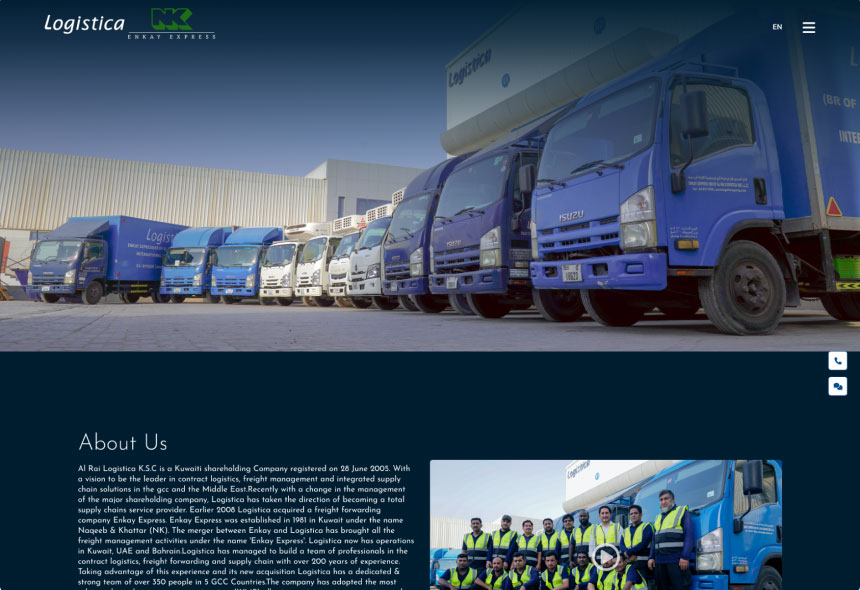 Logistica NK
ENKAY EXPRESS
EN
Logistica
(BR OF
INTER
ISUZU
Logis
About Us
Al Rai Logistica K.S.C is a Kuwaiti shareholding Company registered on 28 June 2005. With
a vision to be the leader in contract logistics, freight management and integrated supply
chain solutions in the gcc and the Middle East.Recently with a change in the management
of the major shareholding company, Logistica has taken the direction of becoming a total
supply chains service provider. Earlier 2008 Logistica acquired a freight forwarding
company Enkay Express. Enkay Express was established in 1981 in Kuwait under the name
Naqeeb & Khattar (NK). The merger between Enkay and Logistica has brought all the
freight management activities under the name 'Enkay Express'. Logistica now has operations
in Kuwait, UAE and Bahrain.Logistica has managed to build a team of professionals in the
contract logistics, freight forwarding and supply chain with over 200 years of experience.
Taking advantage of this experience and its new acquisition Logistica has a dedicated &
strong team of over 350 people in 5 GCC Countries.The company has adopted the most